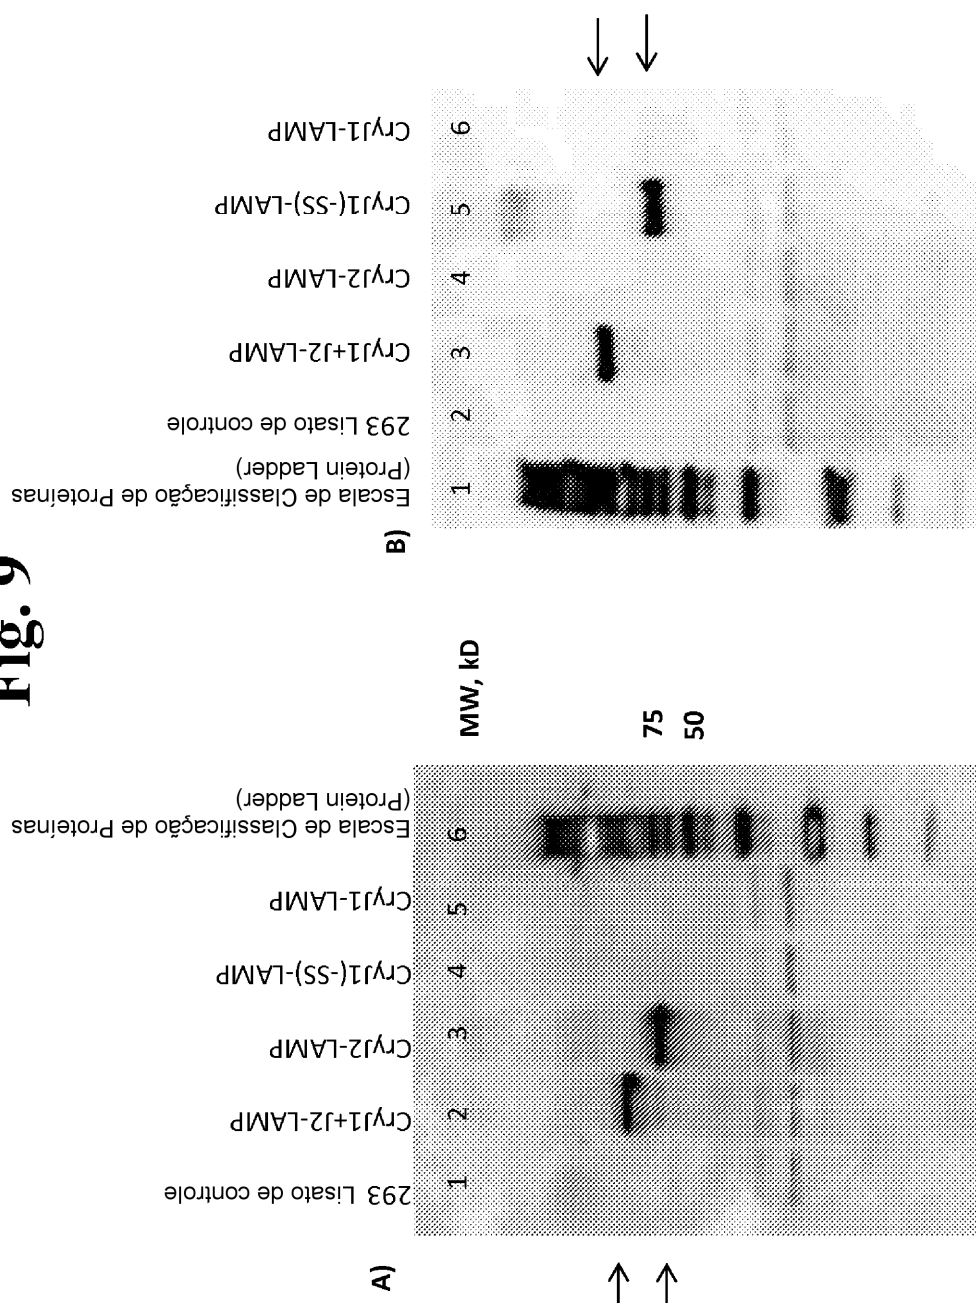 Fig. 9
A)
293 Lisato de controle
CryJ1+J2-LAMP
CryJ2-LAMP
CryJ1(-SS)-LAMP
CryJ1-LAMP
Escala de Classificação de Proteínas
(Protein Ladder)
1 2 3 4 5 6
MW, kD
75
50
B)
Escala de Classificação de Proteínas
(Protein Ladder)
293 Lisato de controle
CryJ1+J2-LAMP
CryJ2-LAMP
CryJ1(-SS)-LAMP
CryJ1-LAMP
1 2 3 4 5 6